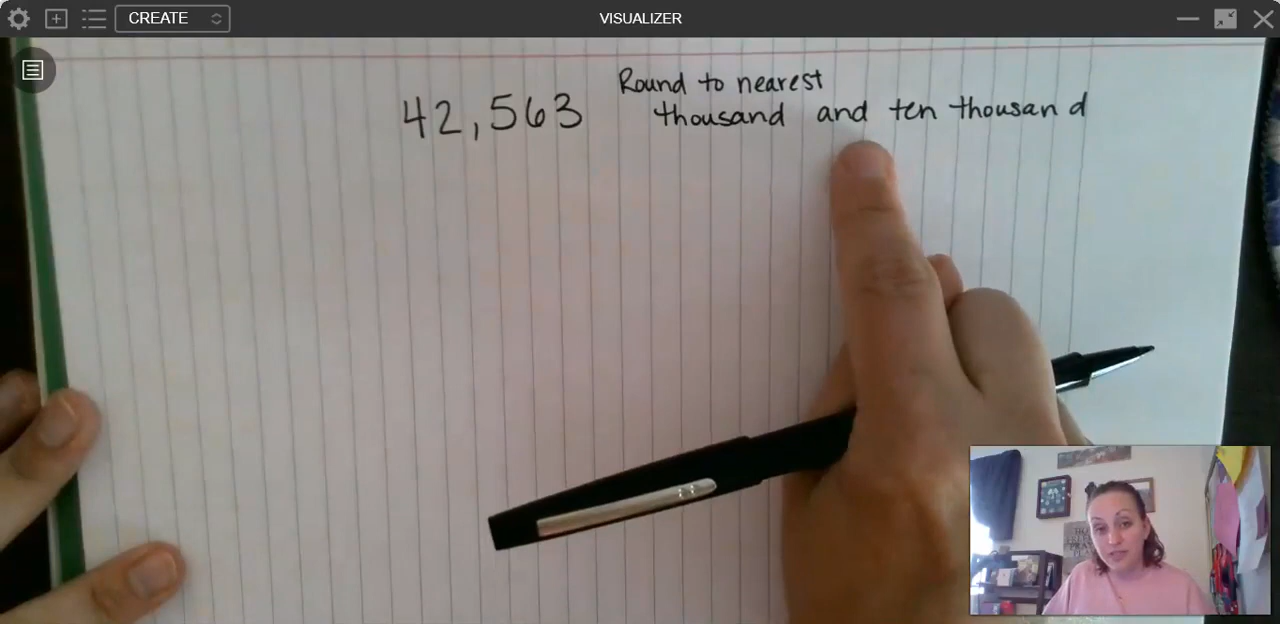 CREATE
VISUALIZER
Round to nearest
42,563
thousand and ten thousand